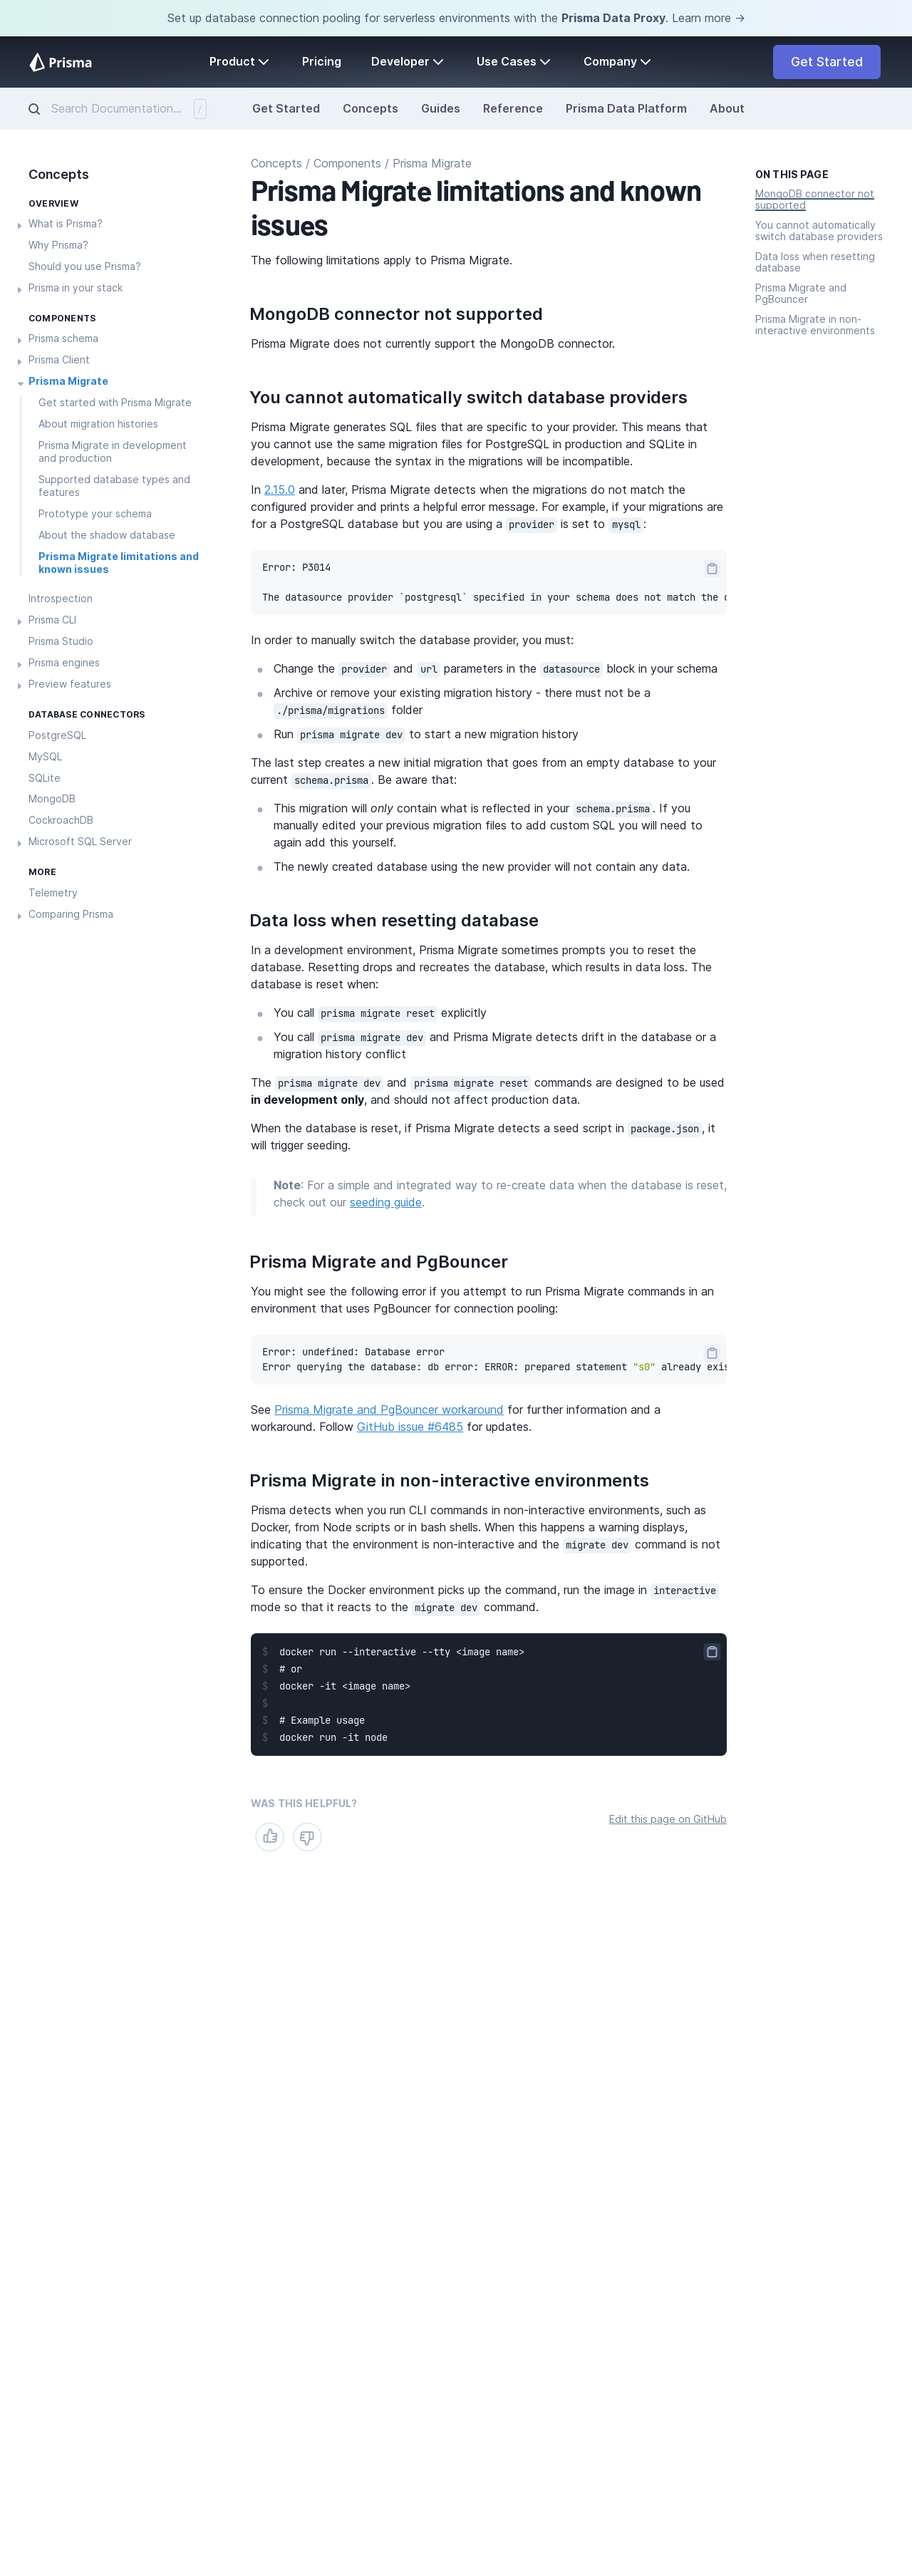 Set up database connection pooling for serverless environments with the Prisma Data Proxy. Learn more →
Prisma
Product
Pricing
Developer
Use Cases
Company
Get Started
Search Documentation...
/
Get Started
Concepts
Guides
Reference
Prisma Data Platform
About
Concepts
OVERVIEW
What is Prisma?
Why Prisma?
Should you use Prisma?
Prisma in your stack
COMPONENTS
Prisma schema
Prisma Client
Prisma Migrate
Get started with Prisma Migrate
About migration histories
Prisma Migrate in development
and production
Supported database types and
features
Prototype your schema
About the shadow database
Prisma Migrate limitations and
known issues
Introspection
Prisma CLI
Prisma Studio
Prisma engines
Preview features
DATABASE CONNECTORS
PostgreSQL
MySQL
SQLite
MongoDB
CockroachDB
Microsoft SQL Server
MORE
Telemetry
Comparing Prisma
Concepts / Components / Prisma Migrate
Prisma Migrate limitations and known
issues
The following limitations apply to Prisma Migrate.
MongoDB connector not supported
Prisma Migrate does not currently support the MongoDB connector.
You cannot automatically switch database providers
Prisma Migrate generates SQL files that are specific to your provider. This means that
you cannot use the same migration files for PostgreSQL in production and SQLite in
development, because the syntax in the migrations will be incompatible.
In 2.15.0 and later, Prisma Migrate detects when the migrations do not match the
configured provider and prints a helpful error message. For example, if your migrations are
for a PostgreSQL database but you are using a provider is set to mysql:
Error: P3014
The datasource provider `postgresql` specified in your schema does not match the
In order to manually switch the database provider, you must:
Change the provider and url parameters in the datasource block in your schema
Archive or remove your existing migration history - there must not be a
./prisma/migrations folder
Run prisma migrate dev to start a new migration history
The last step creates a new initial migration that goes from an empty database to your
current schema.prisma. Be aware that:
This migration will only contain what is reflected in your schema.prisma. If you
manually edited your previous migration files to add custom SQL you will need to
again add this yourself.
The newly created database using the new provider will not contain any data.
Data loss when resetting database
In a development environment, Prisma Migrate sometimes prompts you to reset the
database. Resetting drops and recreates the database, which results in data loss. The
database is reset when:
You call prisma migrate reset explicitly
You call prisma migrate dev and Prisma Migrate detects drift in the database or a
migration history conflict
The prisma migrate dev and prisma migrate reset commands are designed to be used
in development only, and should not affect production data.
When the database is reset, if Prisma Migrate detects a seed script in package.json, it
will trigger seeding.
Note: For a simple and integrated way to re-create data when the database is reset,
check out our seeding guide.
Prisma Migrate and PgBouncer
You might see the following error if you attempt to run Prisma Migrate commands in an
environment that uses PgBouncer for connection pooling:
Error: undefined: Database error
Error querying the database: db error: ERROR: prepared statement "s0" already exis
See Prisma Migrate and PgBouncer workaround for further information and a
workaround. Follow GitHub issue #6485 for updates.
Prisma Migrate in non-interactive environments
Prisma detects when you run CLI commands in non-interactive environments, such as
Docker, from Node scripts or in bash shells. When this happens a warning displays,
indicating that the environment is non-interactive and the migrate dev command is not
supported.
To ensure the Docker environment picks up the command, run the image in interactive
mode so that it reacts to the migrate dev command.
$ docker run --interactive --tty <image name>
$ # or
$ docker -it <image name>
$
$ # Example usage
$ docker run -it node
WAS THIS HELPFUL?
Edit this page on GitHub
ON THIS PAGE
MongoDB connector not
supported
You cannot automatically
switch database providers
Data loss when resetting
database
Prisma Migrate and
PgBouncer
Prisma Migrate in non-
interactive environments